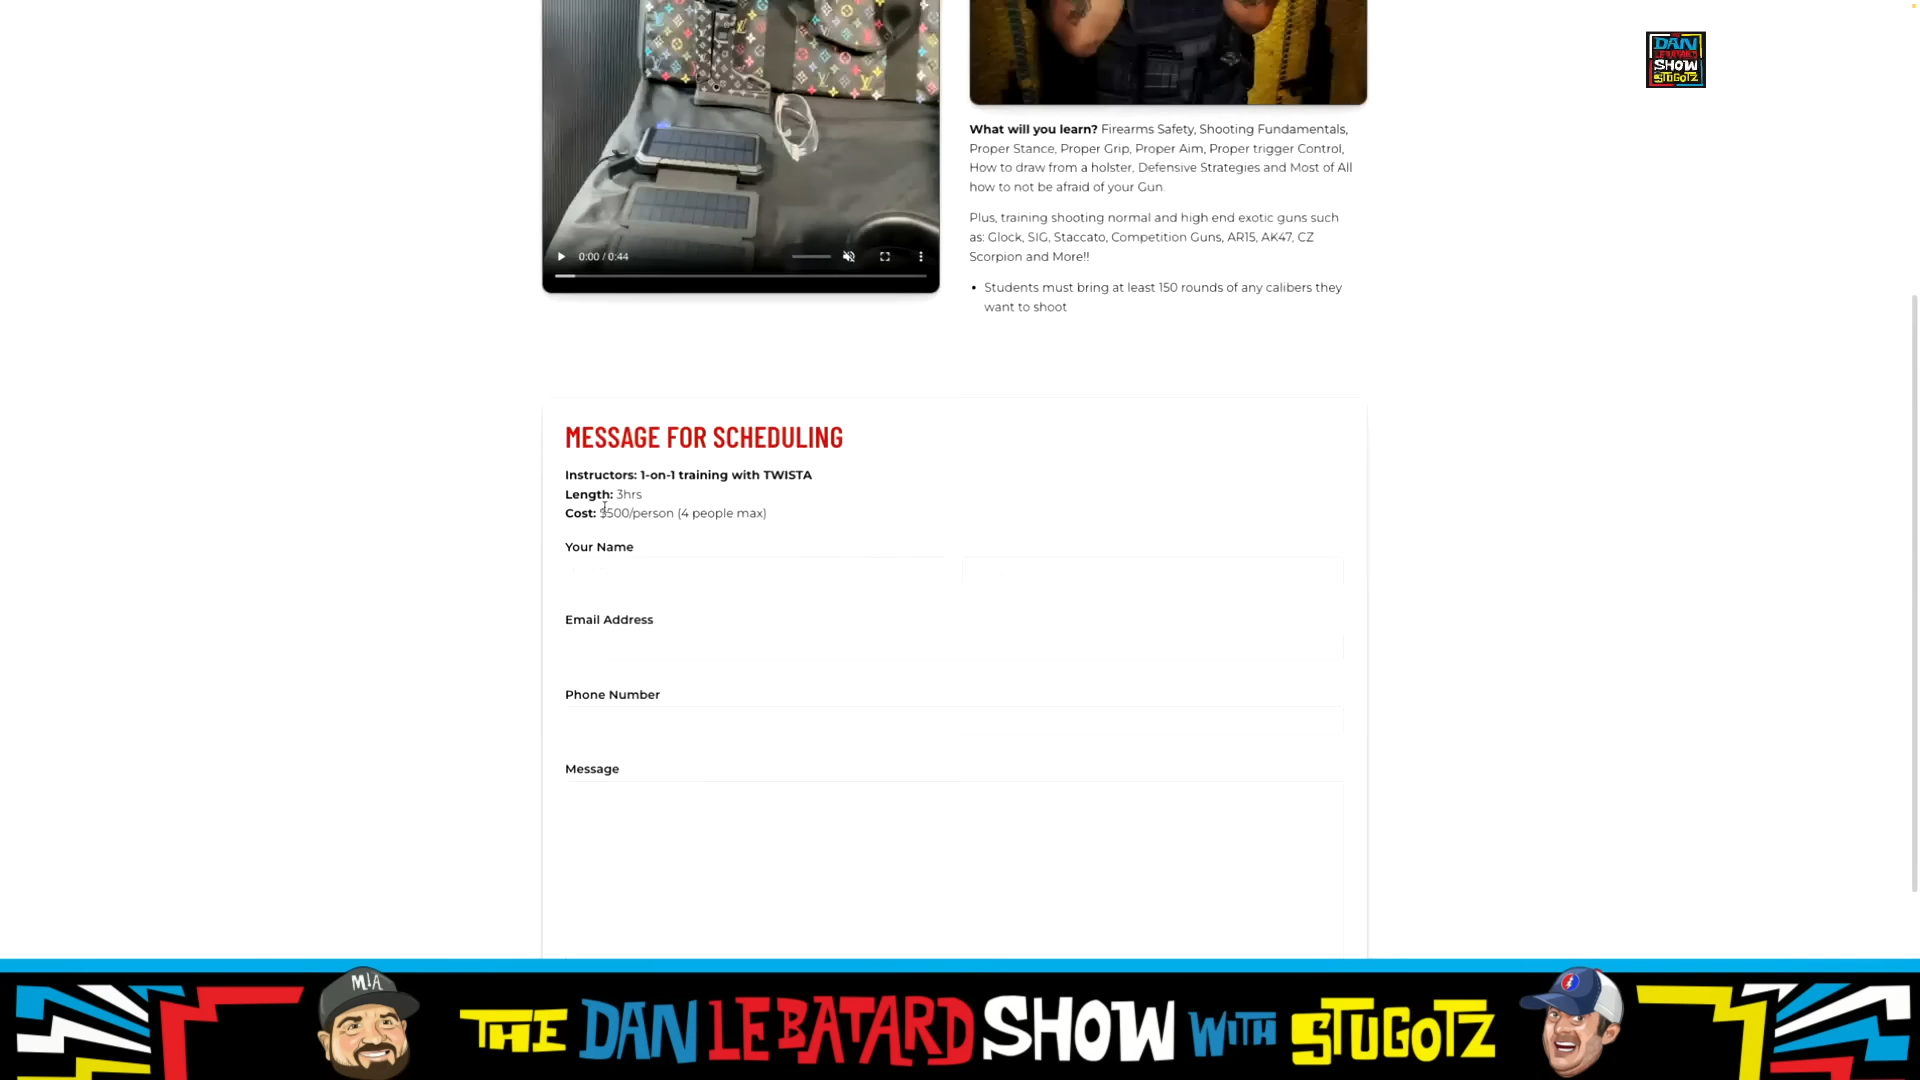 DAN
LE BATARD
SHOW
STUGOTZ
What will you learn? Firearms Safety, Shooting Fundamentals,
Proper Stance, Proper Grip, Proper Aim, Proper trigger Control,
How to draw from a holster, Defensive Strategies and Most of All
how to not be afraid of your Gun.
Plus, training shooting normal and high end exotic guns such
as: Glock, SIG, Staccato, Competition Guns, AR15, AK47, CZ
Scorpion and More!!
0:00 / 0:44
• Students must bring at least 150 rounds of any calibers they
want to shoot
MESSAGE FOR SCHEDULING
Instructors: 1-on-1 training with TWISTA
Length: 3hrs
Cost: $500/person (4 people max)
Your Name
Email Address
Phone Number
Message
MIA
THE DAN LE BATARD SHOW WITH STUGOTZ